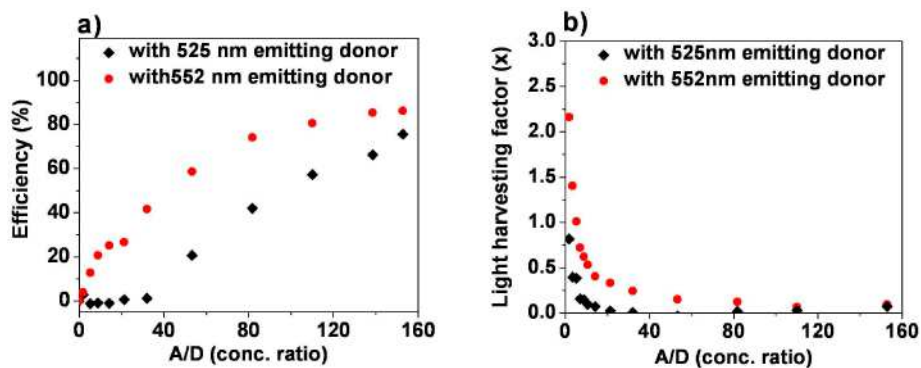 a)
with 525 nm emitting donor
with552 nm emitting donor
100
80
60
40
20
0
Efficiency (%)
0 40 80 120 160
A/D (conc. ratio)
b)
with 525nm emitting donor
with 552nm emitting donor
3.0
2.5
2.0
1.5
1.0
0.5
0.0
Light harvesting factor (x)
0 40 80 120 160
A/D (conc. ratio)